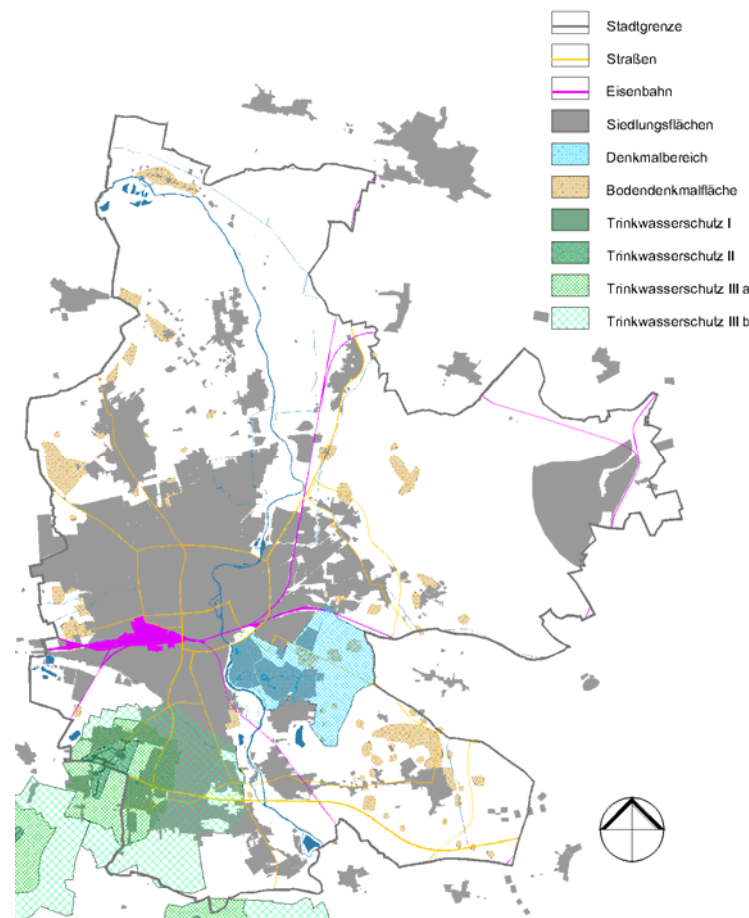 Stadtgrenze
Straßen
Eisenbahn
Siedlungsflächen
Denkmalbereich
Bodendenkmalfläche
Trinkwasserschutz I
Trinkwasserschutz II
Trinkwasserschutz III a
Trinkwasserschutz III b